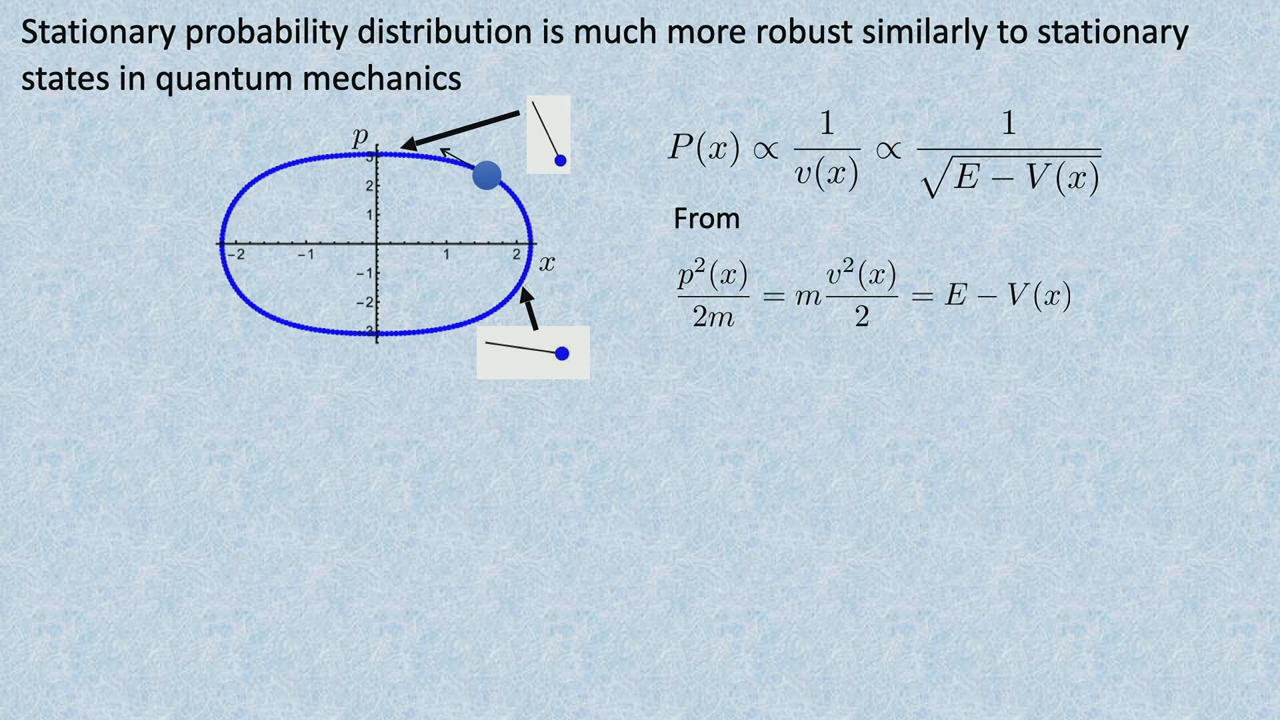 Stationary probability distribution is much more robust similarly to stationary
states in quantum mechanics
p
3
2
1
−2 −1 1 2
x
−1
−2
−3
P(x) ∝ 1/v(x) ∝ 1/√(E − V(x))
From
p²(x)/2m = m v²(x)/2 = E − V(x)